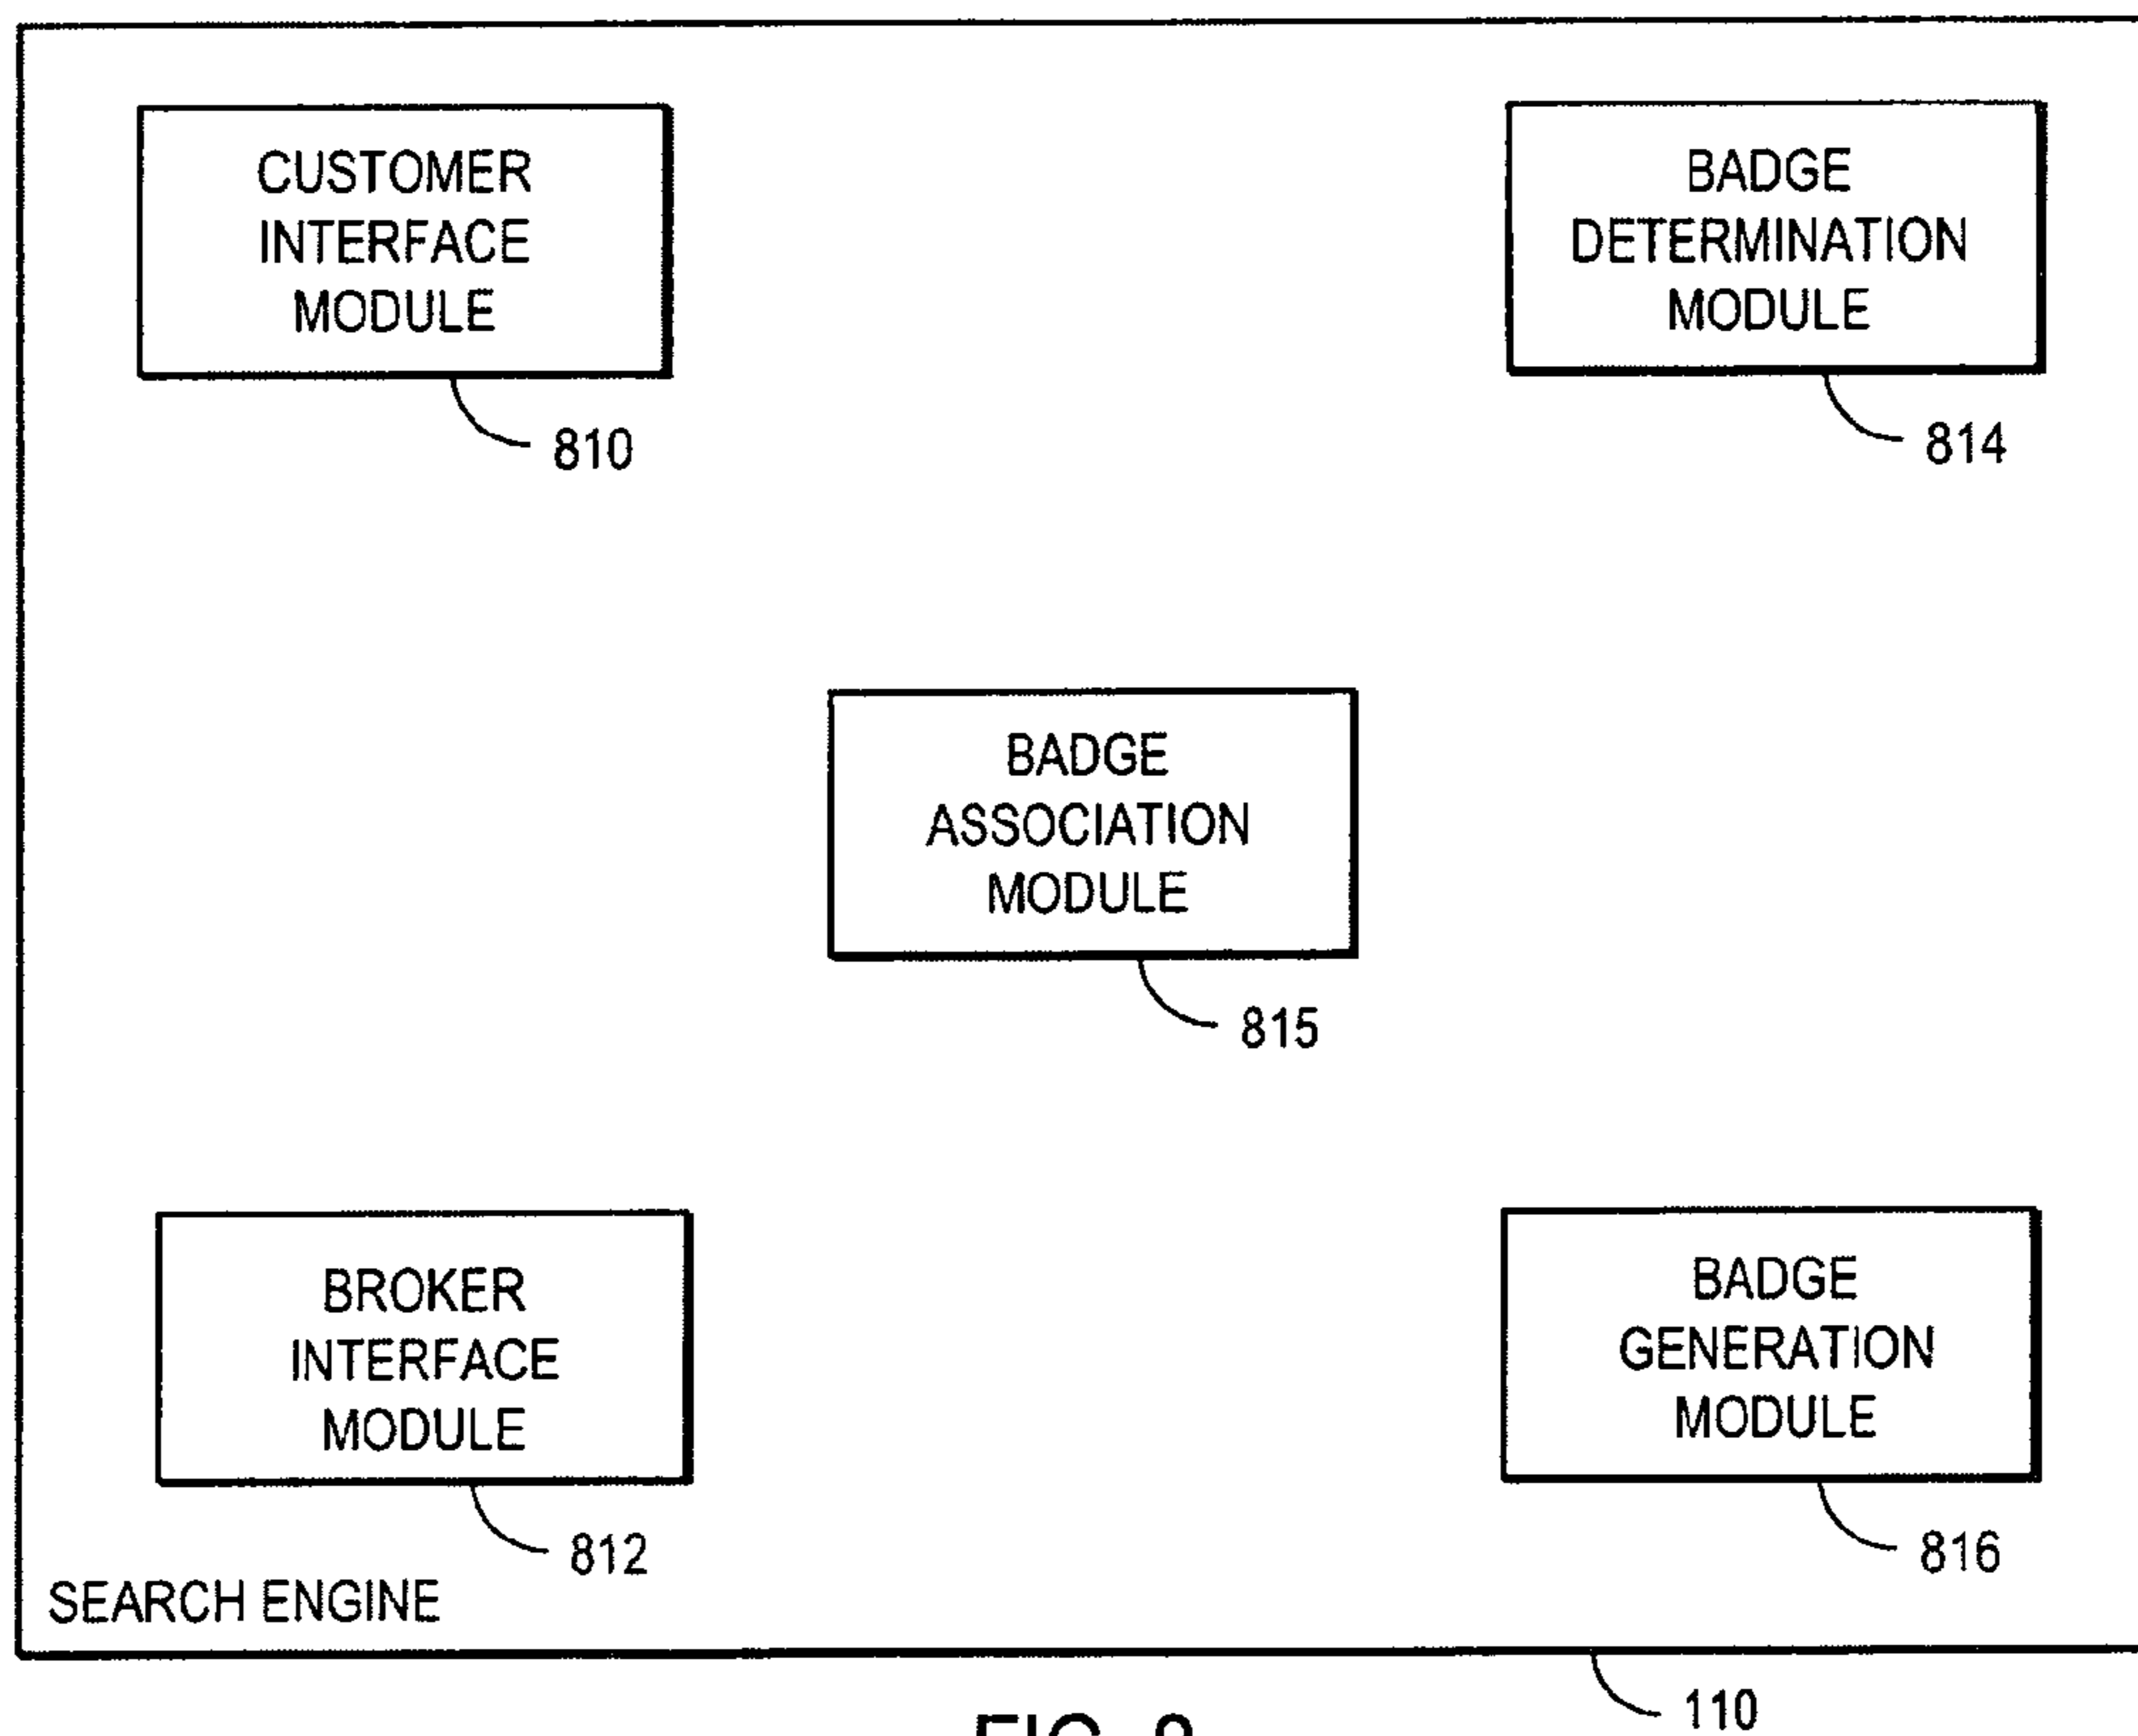 CUSTOMER
INTERFACE
MODULE
810
BADGE
DETERMINATION
MODULE
814
BADGE
ASSOCIATION
MODULE
815
BROKER
INTERFACE
MODULE
812
BADGE
GENERATION
MODULE
816
SEARCH ENGINE
110
FIG.